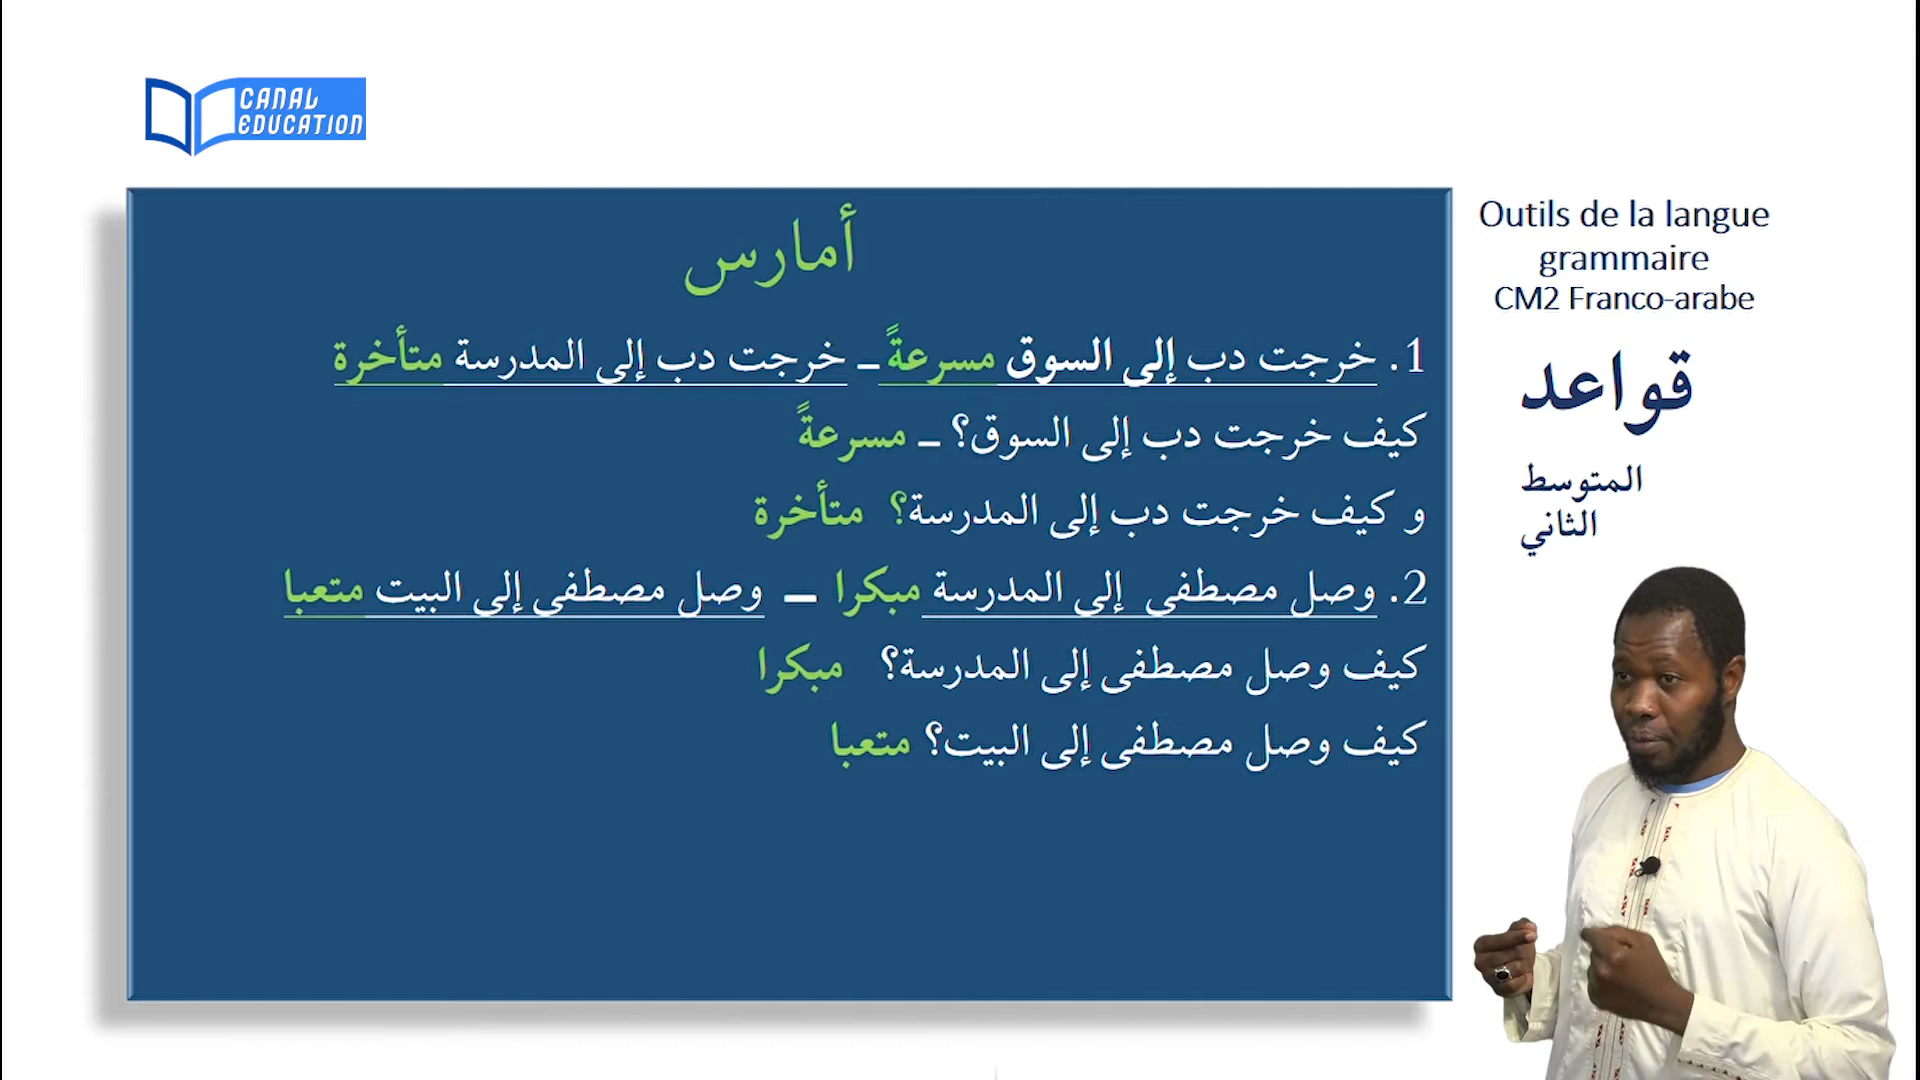 CANAL
EDUCATION
أمارس
1. خرجت دب إلى السوق مسرعةً ـ خرجت دب إلى المدرسة متأخرة
كيف خرجت دب إلى السوق؟ ـ مسرعةً
و كيف خرجت دب إلى المدرسة؟ متأخرة
2. وصل مصطفى إلى المدرسة مبكرا ـ وصل مصطفى إلى البيت متعبا
كيف وصل مصطفى إلى المدرسة؟ مبكرا
كيف وصل مصطفى إلى البيت؟ متعبا
Outils de la langue
grammaire
CM2 Franco-arabe
قواعد
المتوسط
الثاني